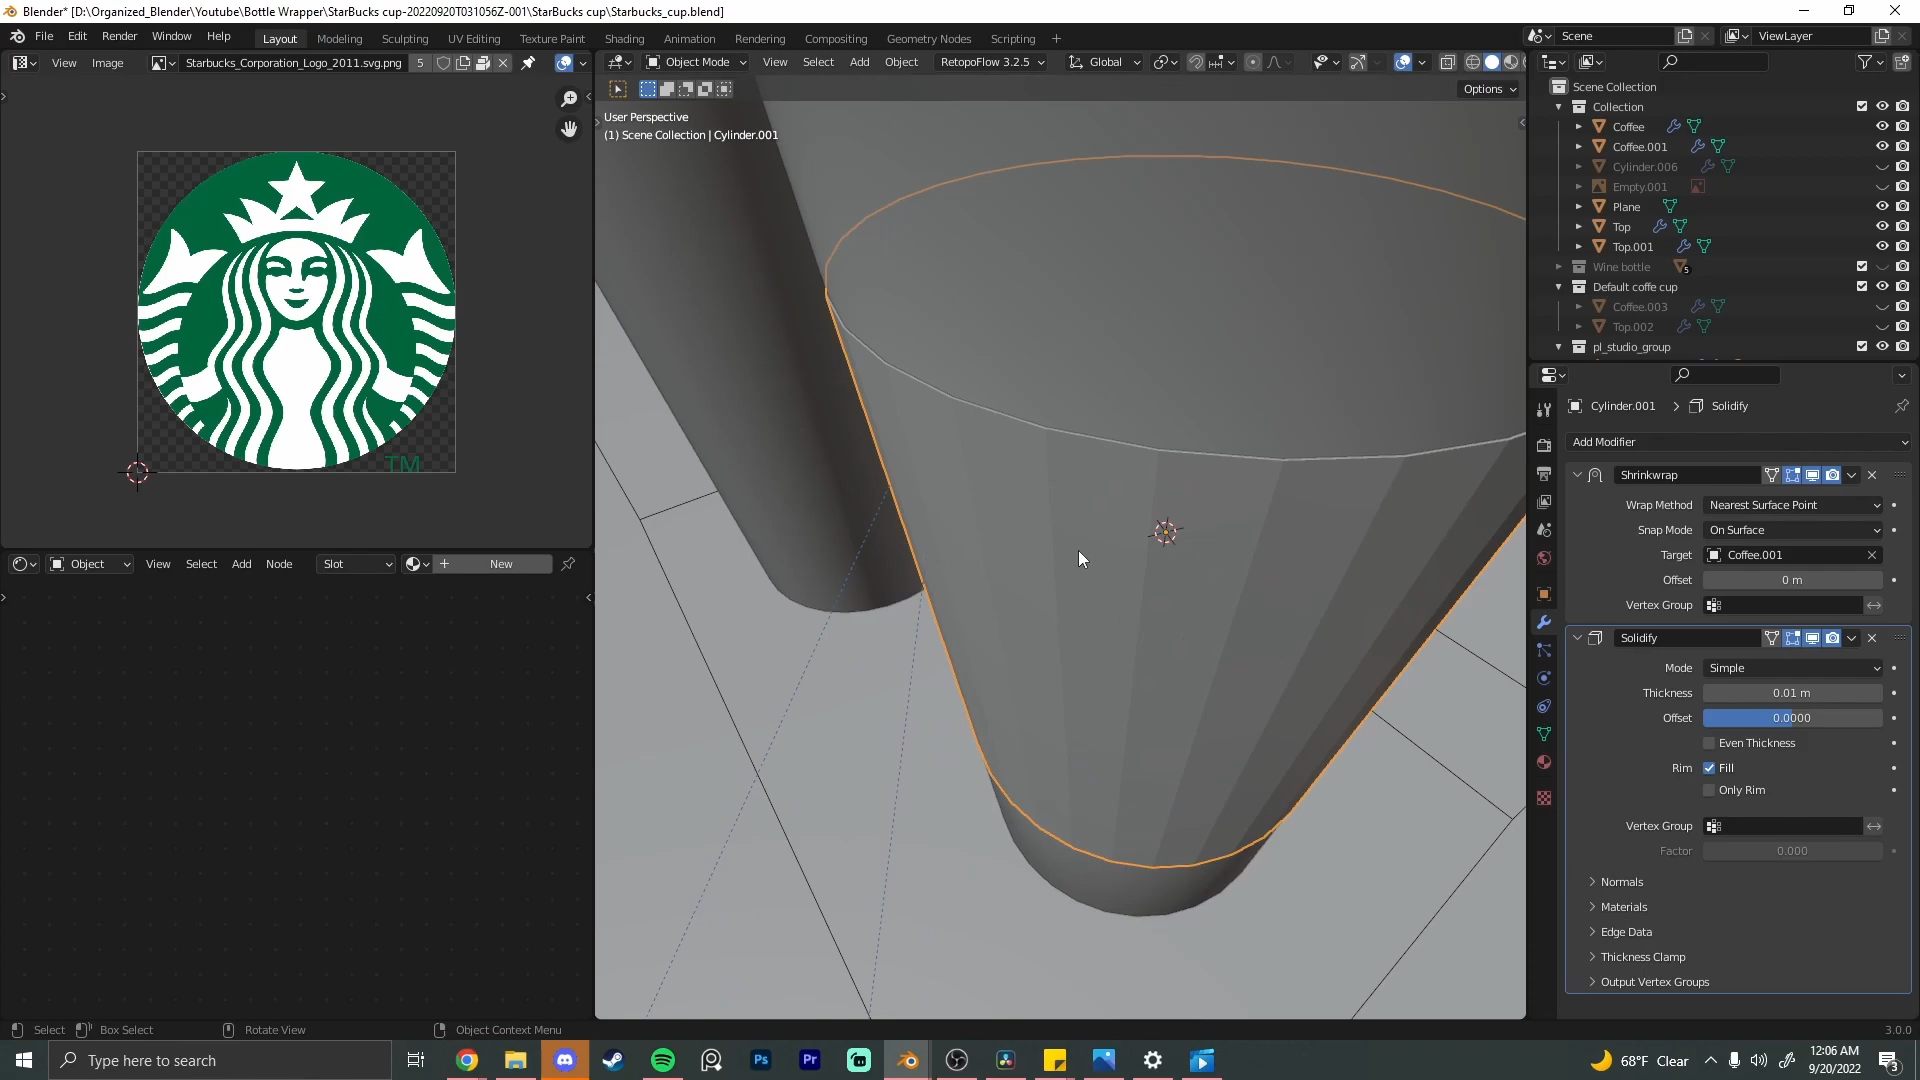 Blender* [D:\Organized_Blender\Youtube\Bottle Wrapper\StarBucks cup-20220920T031056Z-001\StarBucks cup\Starbucks_cup.blend]
File Edit Render Window Help Layout Modeling Sculpting UV Editing Texture Paint Shading Animation Rendering Compositing Geometry Nodes Scripting + Scene ViewLayer
View Image Starbucks_Corporation_Logo_2011.svg.png 5 Object Mode View Select Add Object RetopoFlow 3.2.5 Global
Options
User Perspective
(1) Scene Collection | Cylinder.001
TM
Object View Select Add Node Slot New
Scene Collection
Collection
Coffee
Coffee.001
Cylinder.006
Empty.001
Plane
Top
Top.001
Wine bottle 5
Default coffe cup
Coffee.003
Top.002
pl_studio_group
Cylinder.001 > Solidify
Add Modifier
Shrinkwrap
Wrap Method Nearest Surface Point
Snap Mode On Surface
Target Coffee.001
Offset 0 m
Vertex Group
Solidify
Mode Simple
Thickness 0.01 m
Offset 0.0000
Even Thickness
Rim Fill
Only Rim
Vertex Group
Factor 0.000
Normals
Materials
Edge Data
Thickness Clamp
Output Vertex Groups
Select Box Select Rotate View Object Context Menu 3.0.0
Type here to search 68°F Clear 12:06 AM
9/20/2022 3